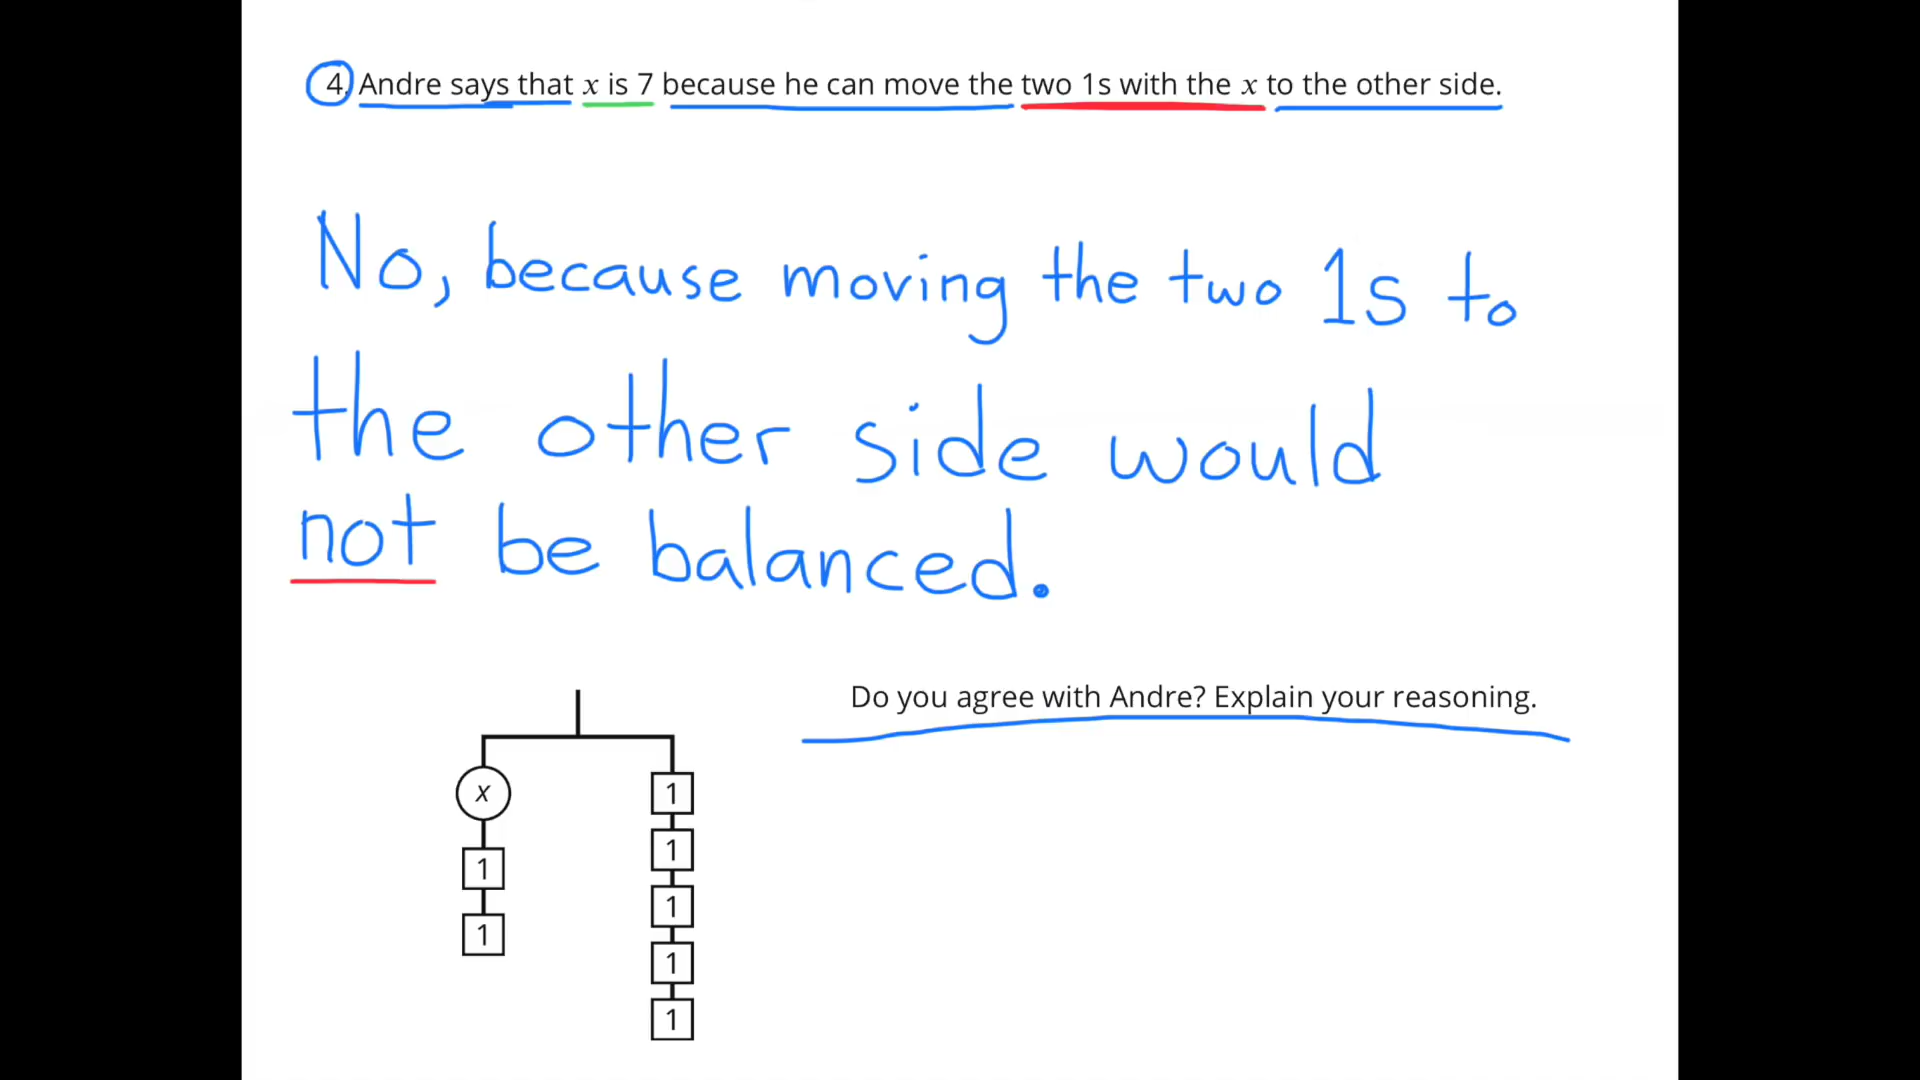 4. Andre says that x is 7 because he can move the two 1s with the x to the other side.
No, because moving the two 1s to
the other side would
not be balanced.
Do you agree with Andre? Explain your reasoning.
x
1
1
1
1
1
1
1